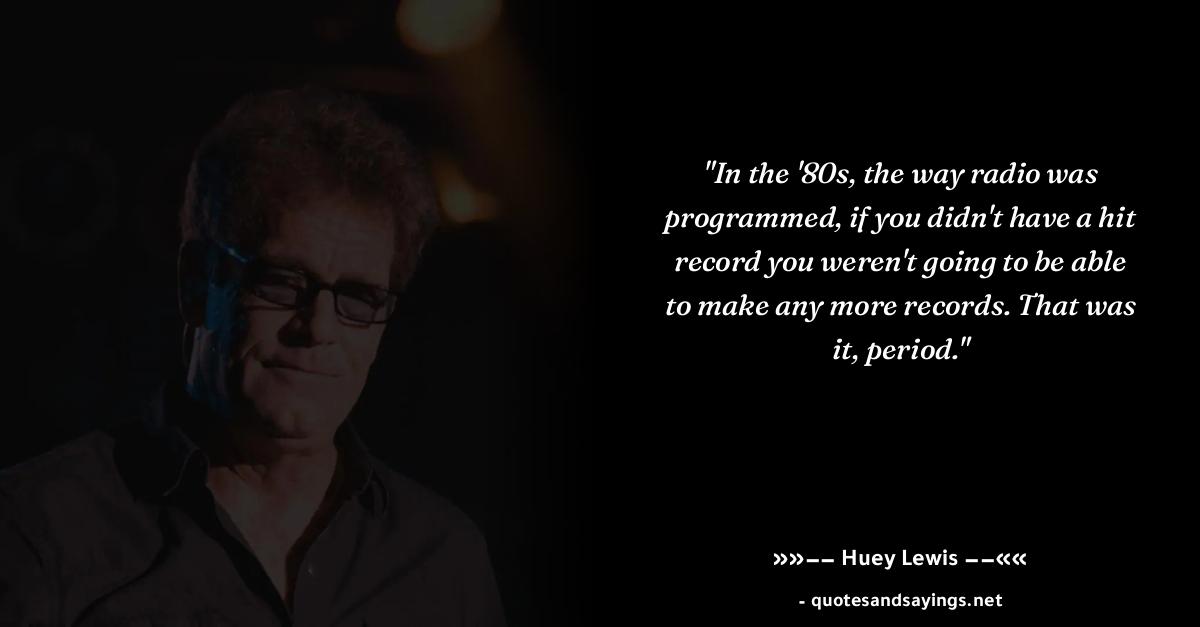 "In the '80s, the way radio was
programmed, if you didn't have a hit
record you weren't going to be able
to make any more records. That was
it, period."
»»−− Huey Lewis −−««
- quotesandsayings.net